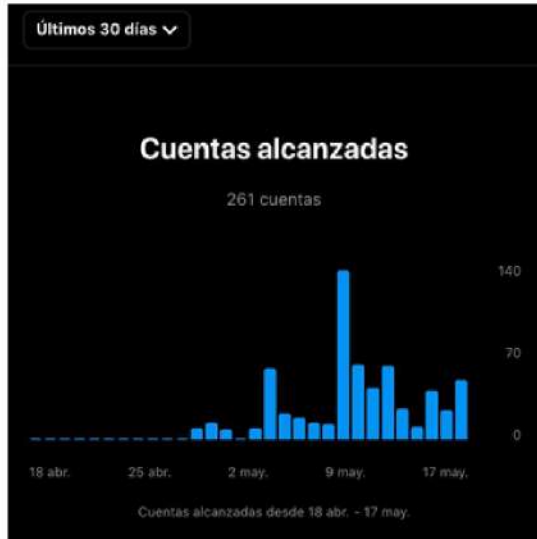 Últimos 30 días
Cuentas alcanzadas
261 cuentas
140
70
0
18 abr. 25 abr. 2 may. 9 may. 17 may.
Cuentas alcanzadas desde 18 abr. - 17 may.